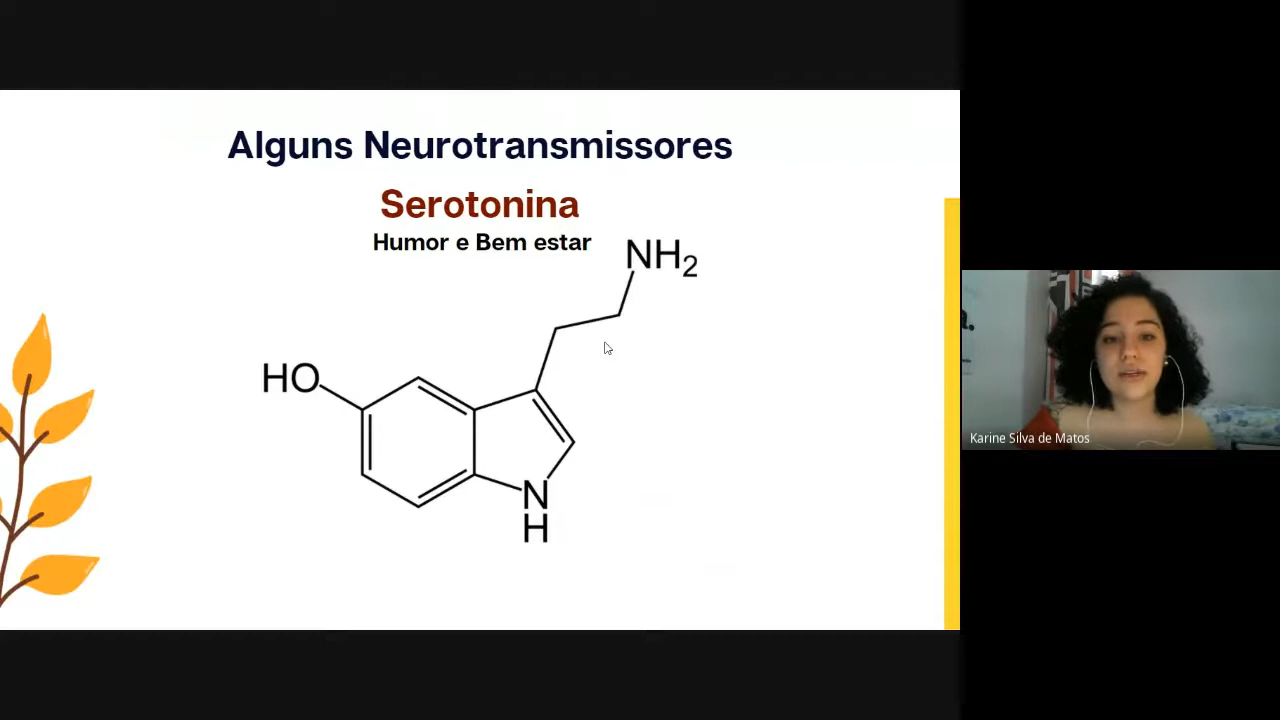 Alguns Neurotransmissores
Serotonina
Humor e Bem estar
NH2
HO
N
H
Karine Silva de Matos